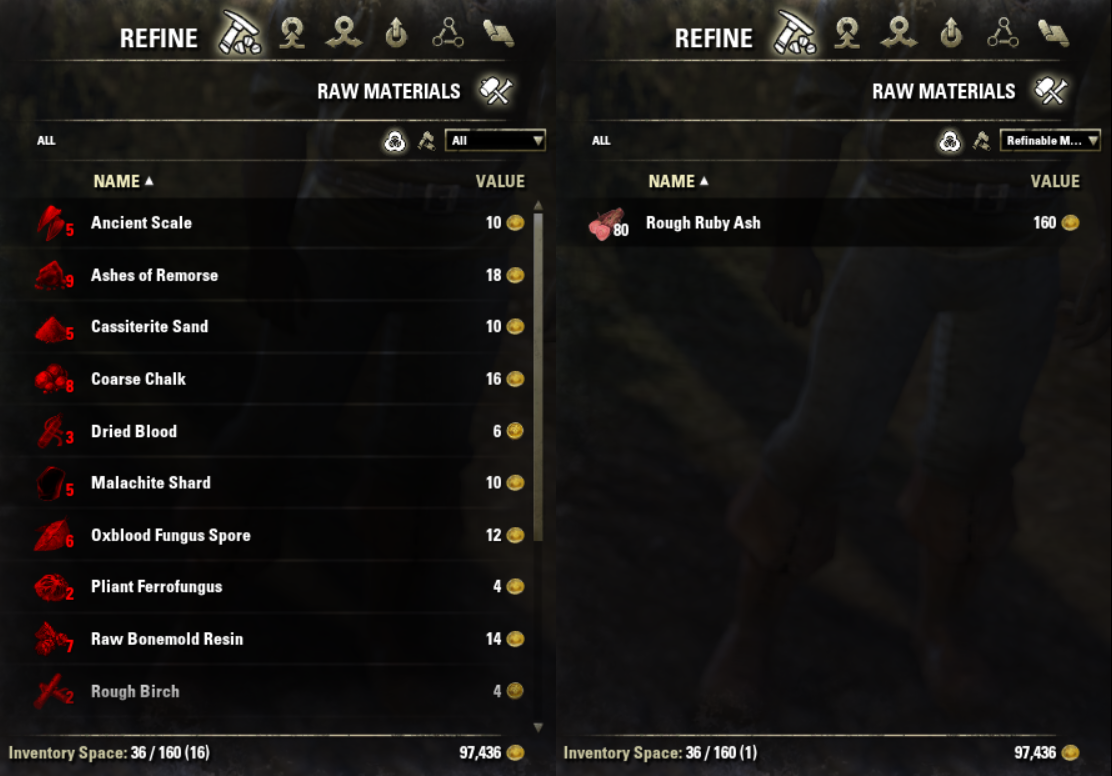 REFINE
RAW MATERIALS
ALL All
NAME VALUE
5 Ancient Scale 10
9 Ashes of Remorse 18
5 Cassiterite Sand 10
8 Coarse Chalk 16
3 Dried Blood 6
5 Malachite Shard 10
6 Oxblood Fungus Spore 12
2 Pliant Ferrofungus 4
7 Raw Bonemold Resin 14
2 Rough Birch 4
Inventory Space: 36 / 160 (16) 97,436
REFINE
RAW MATERIALS
ALL Refinable M...
NAME VALUE
80 Rough Ruby Ash 160
Inventory Space: 36 / 160 (1) 97,436